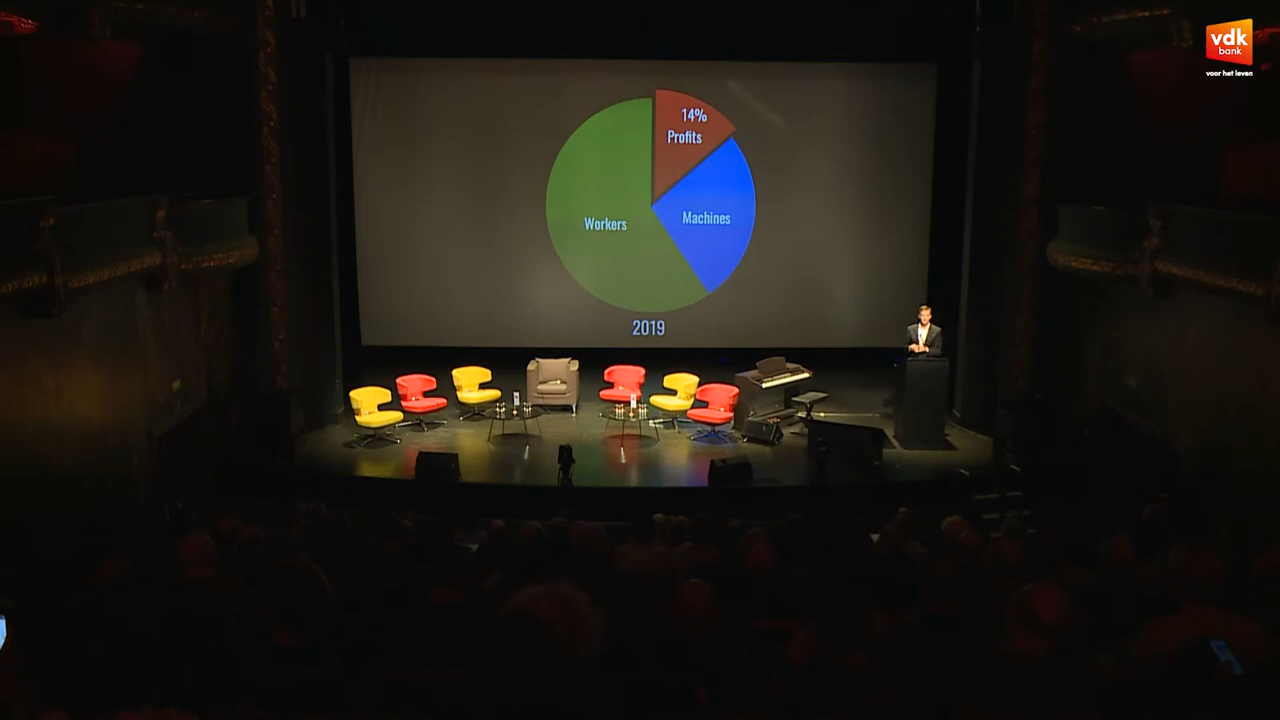 vdk
bank
voor het leven
14%
Profits
Machines
Workers
2019